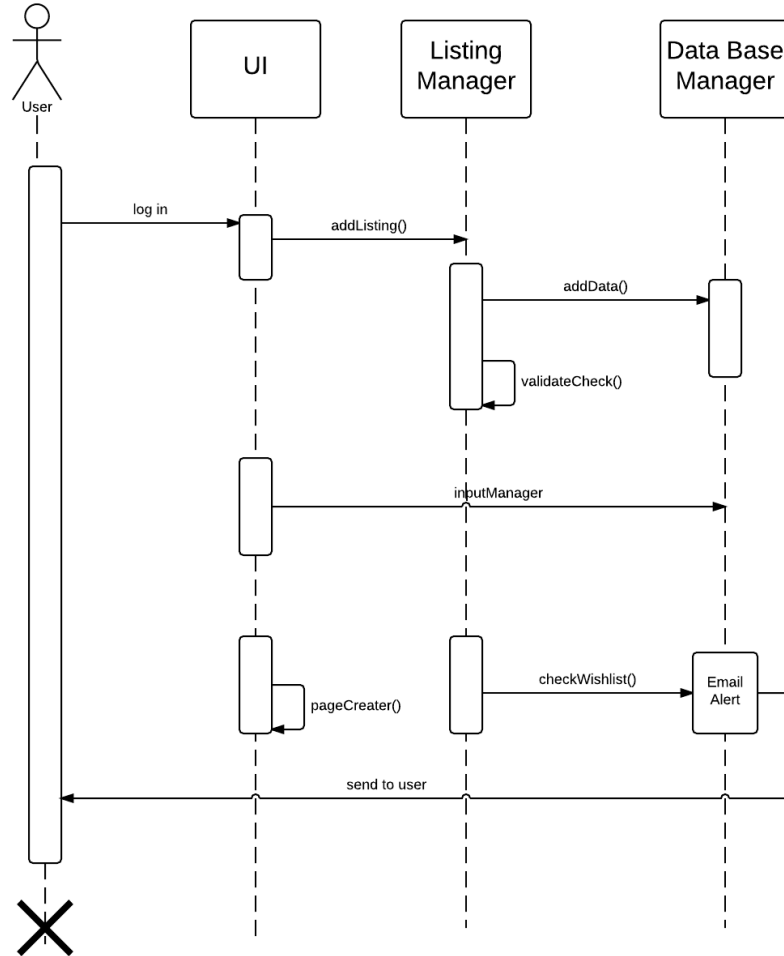 User
UI
Listing
Manager
Data Base
Manager
log in
addListing()
addData()
validateCheck()
inputManager
checkWishlist()
Email
Alert
pageCreater()
send to user